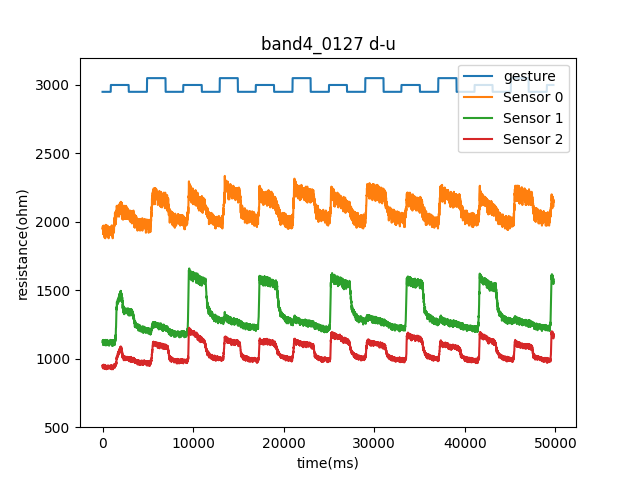 band4_0127 d-u
gesture
Sensor 0
Sensor 1
Sensor 2
3000
2500
2000
1500
1000
500
resistance(ohm)
0
10000
20000
30000
40000
50000
time(ms)